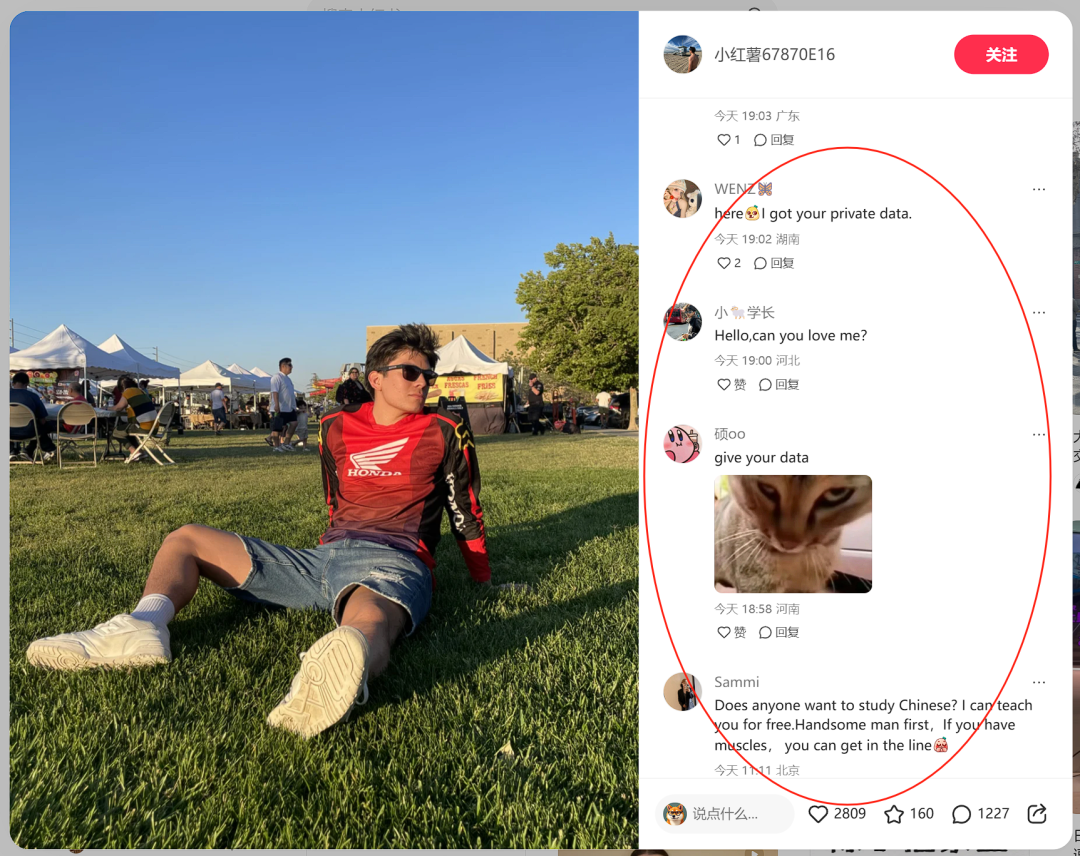 小红薯67870E16
关注
今天 19:03 广东
1 回复
WENZ
here I got your private data.
今天 19:02 湖南
2 回复
小 学长
Hello,can you love me?
今天 19:00 河北
赞 回复
硕oo
give your data
今天 18:58 河南
赞 回复
Sammi
Does anyone want to study Chinese? I can teach
you for free.Handsome man first，If you have
muscles， you can get in the line
今天 11:11 北京
说点什么...
2809
160
1227
HONDA